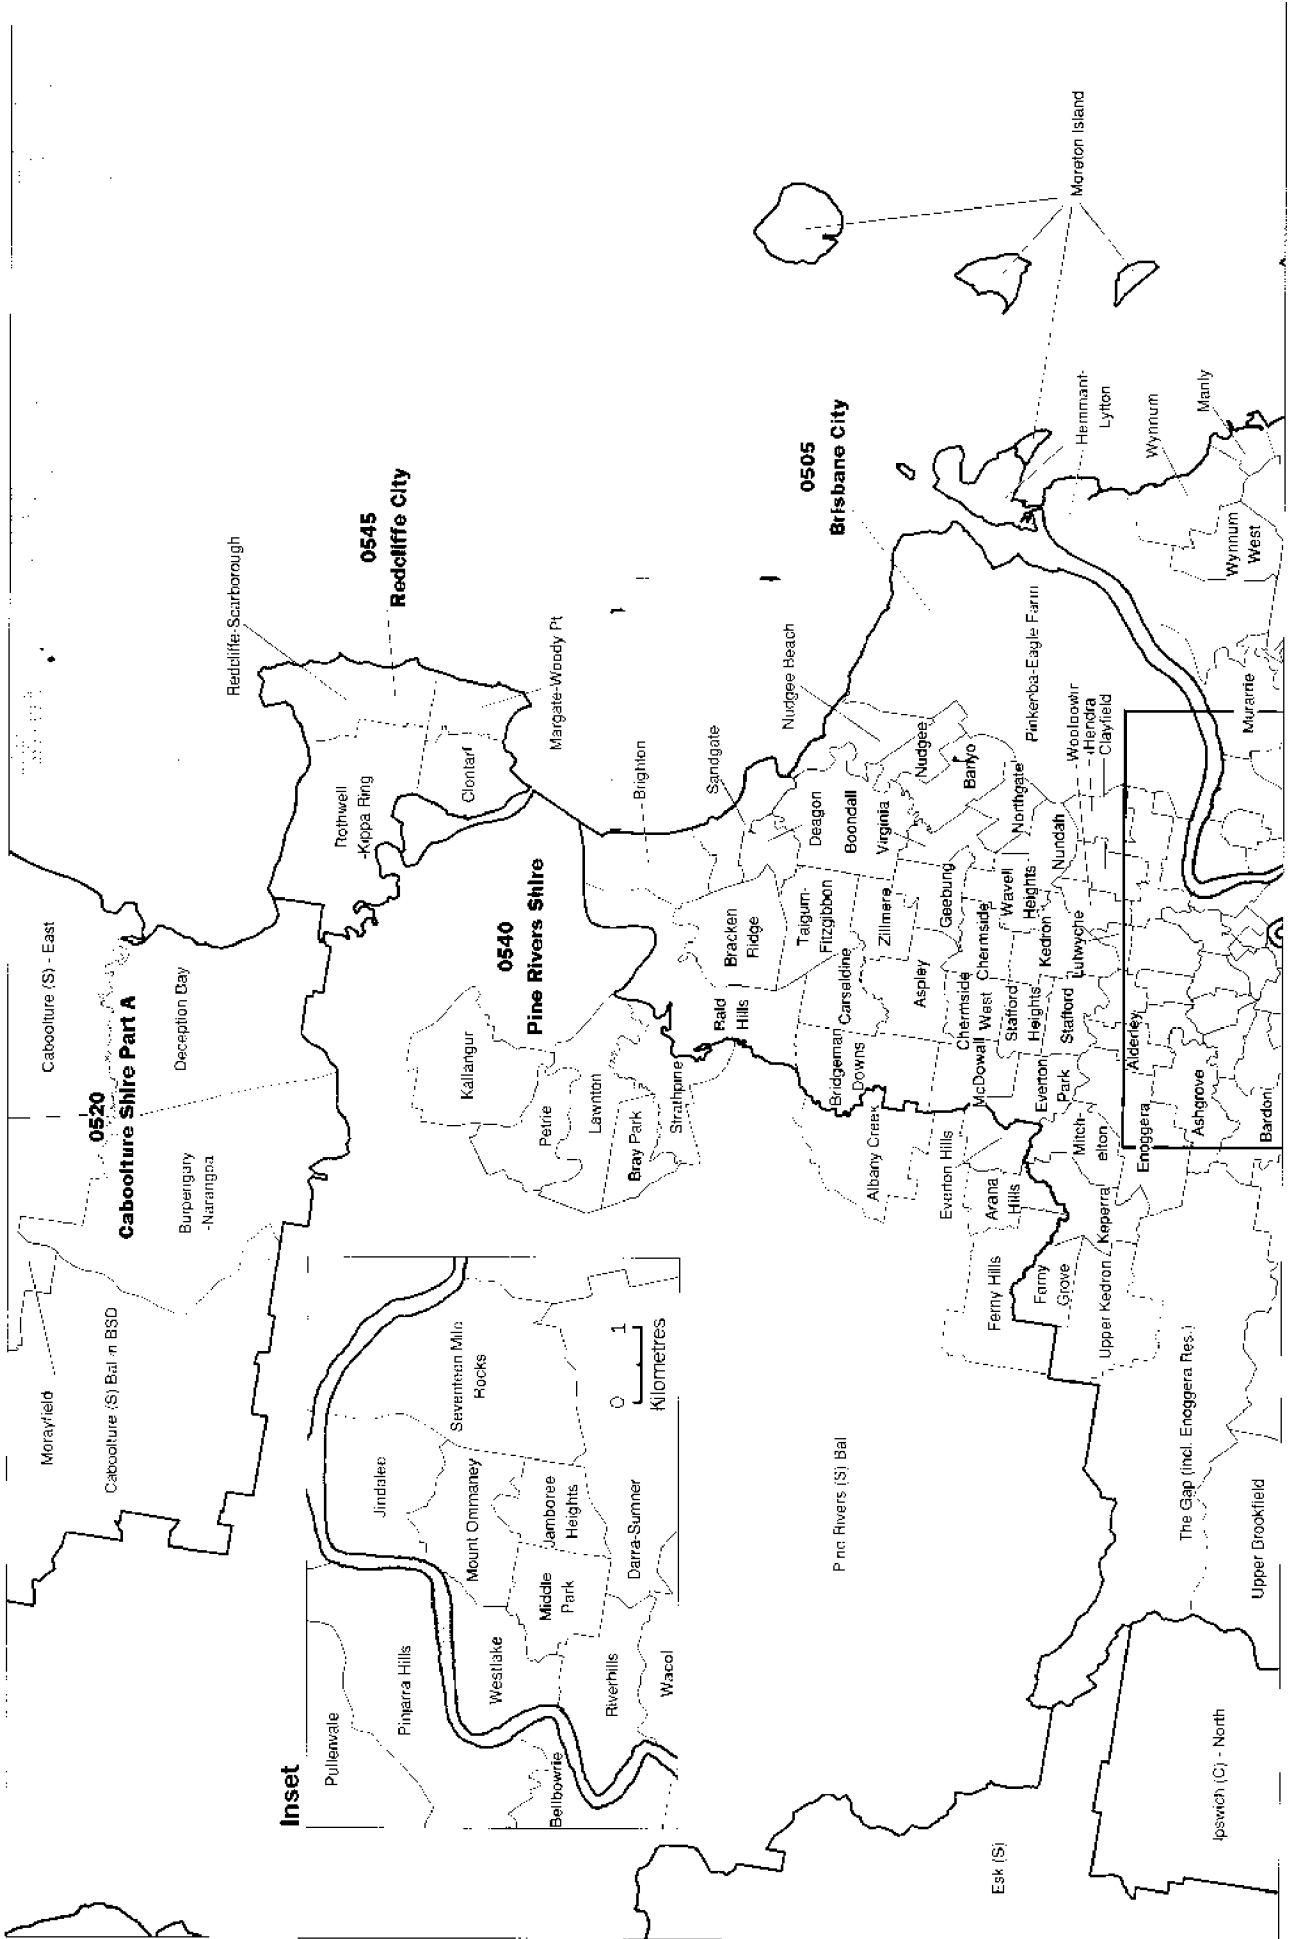 Caboolture (S) - East
0520
Caboolture Shire Part A
Deception Bay
Morayfield
Burpengary
-Narangba
Caboolture (S) Bal in BSD
Redcliffe-Scarborough
0545
Redcliffe City
Rothwell
-Kippa Ring
Clontarf
Margate-Woody Pt
0540
Pine Rivers Shire
Kallangur
Petrie
Lawnton
Bray Park
Strathpine
Inset
Pullenvale
Pinjarra Hills
Jindalee
Seventeen Mile
Rocks
Mount Ommaney
Westlake
Jamboree
Heights
Middle
Park
Bellbowrie
Riverhills
Darra-Sumner
Wacol
0 1
Kilometres
Brighton
Sandgate
Nudgee Beach
0505
Brisbane City
Moreton Island
Bracken
Ridge
Bald
Hills
Deagon
Boondall
Taigum-
Fitzgibbon
Virginia
Nudgee
Banyo
Zillmere
Carseldine
Bridgeman
Downs
Aspley
Geebung
Northgate
Pinkenba-Eagle Farm
Wavell
Heights
Nundah
Chermside
Chermside
West
McDowall
Stafford
Heights
Kedron
Stafford
Lutwyche
Wooloowin
Hendra
Clayfield
Hemmant-
Lytton
Wynnum
Manly
Wynnum
West
Murarrie
Albany Creek
Everton Hills
Arana
Hills
Everton
Park
Mitch-
elton
Alderley
Enoggera
Ashgrove
Bardon
Ferny Hills
Ferny
Grove
Keperra
Upper Kedron
Pine Rivers (S) Bal
The Gap (incl. Enoggera Res.)
Upper Brookfield
Esk (S)
Ipswich (C) - North